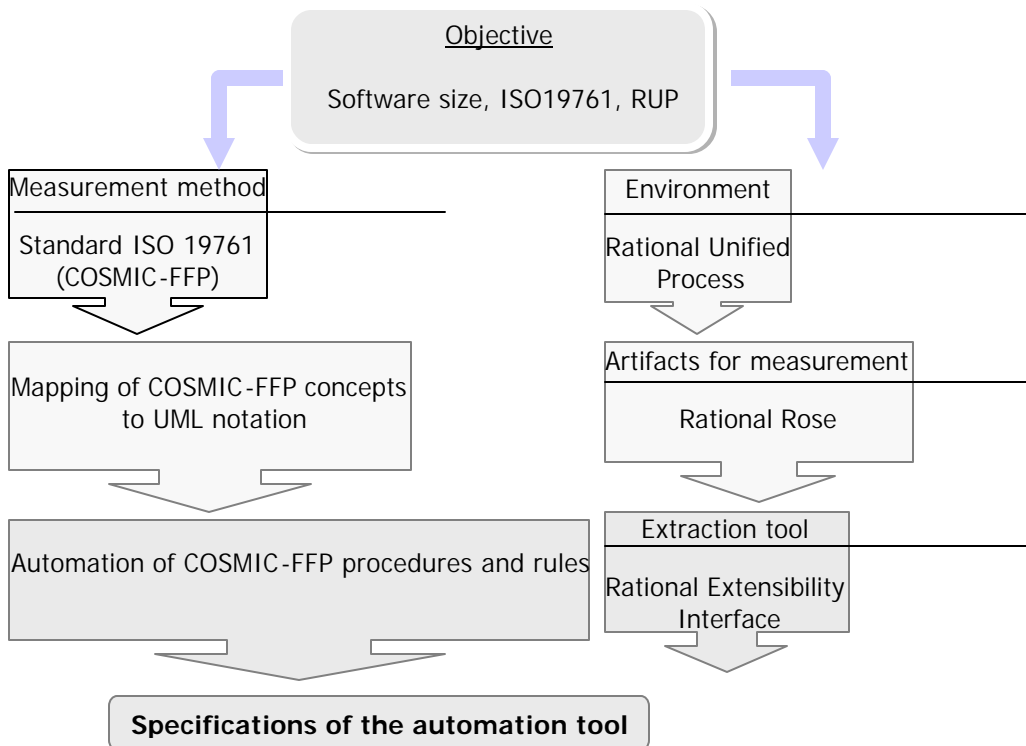 Objective
Software size, ISO19761, RUP
Measurement method
Standard ISO 19761
(COSMIC-FFP)
Mapping of COSMIC-FFP concepts
to UML notation
Automation of COSMIC-FFP procedures and rules
Environment
Rational Unified
Process
Artifacts for measurement
Rational Rose
Extraction tool
Rational Extensibility
Interface
Specifications of the automation tool